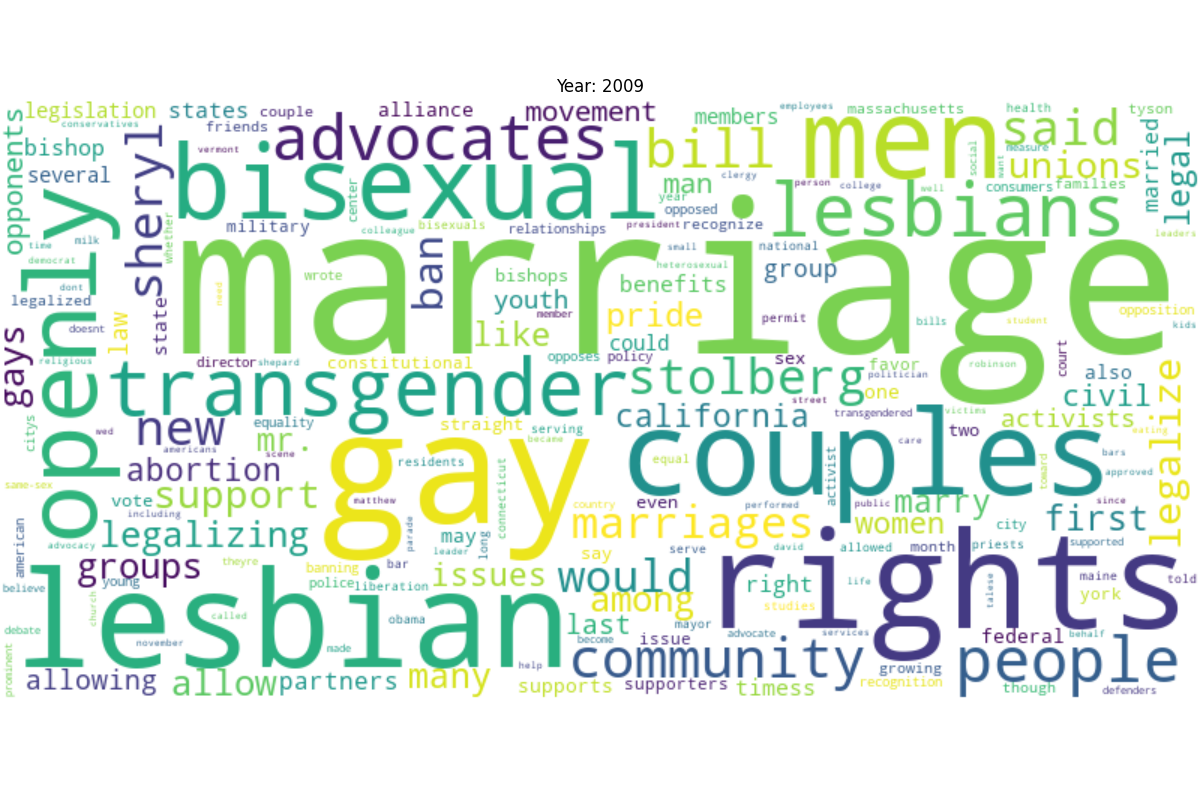 Year: 2009
legislation states couple alliance movement employees massachusetts health tyson
conservatives friends advocates members men said
opponents bishop vermont sheryl bisexual bill clergy social want measure unions married legal
several center man year person college well consumers families lesbians
openly time milk whether military colleague bisexuals relationships opposed president recognize leaders
democrat dont marriage small national
legalized wrote ban bishops heterosexual benefits group
state need youth member pride permit bills student opposition kids
gays doesnt law like could
religious director shepard constitutional opposes policy sex favor robinson court also
transgender stolberg politician one civil legalize
citys wed new equality mr. straight serving california street transgendered victims activists eating
americans scene became two
abortion residents equal care bars
same-sex gay couples activist toward approved
vote support matthew connecticut country even performed public marry since
including marriages women city first
american advocacy legalizing parade may long leader say serve david allowed month priests supported
groups theyre banning bar issues would right life rights maine told
believe young police liberation among studies talese york
church called obama last mayor
debate lesbian november made become issue advocate services federal behalf
prominent help community growing people
allowing allow partners many supports supporters timess recognition though defenders